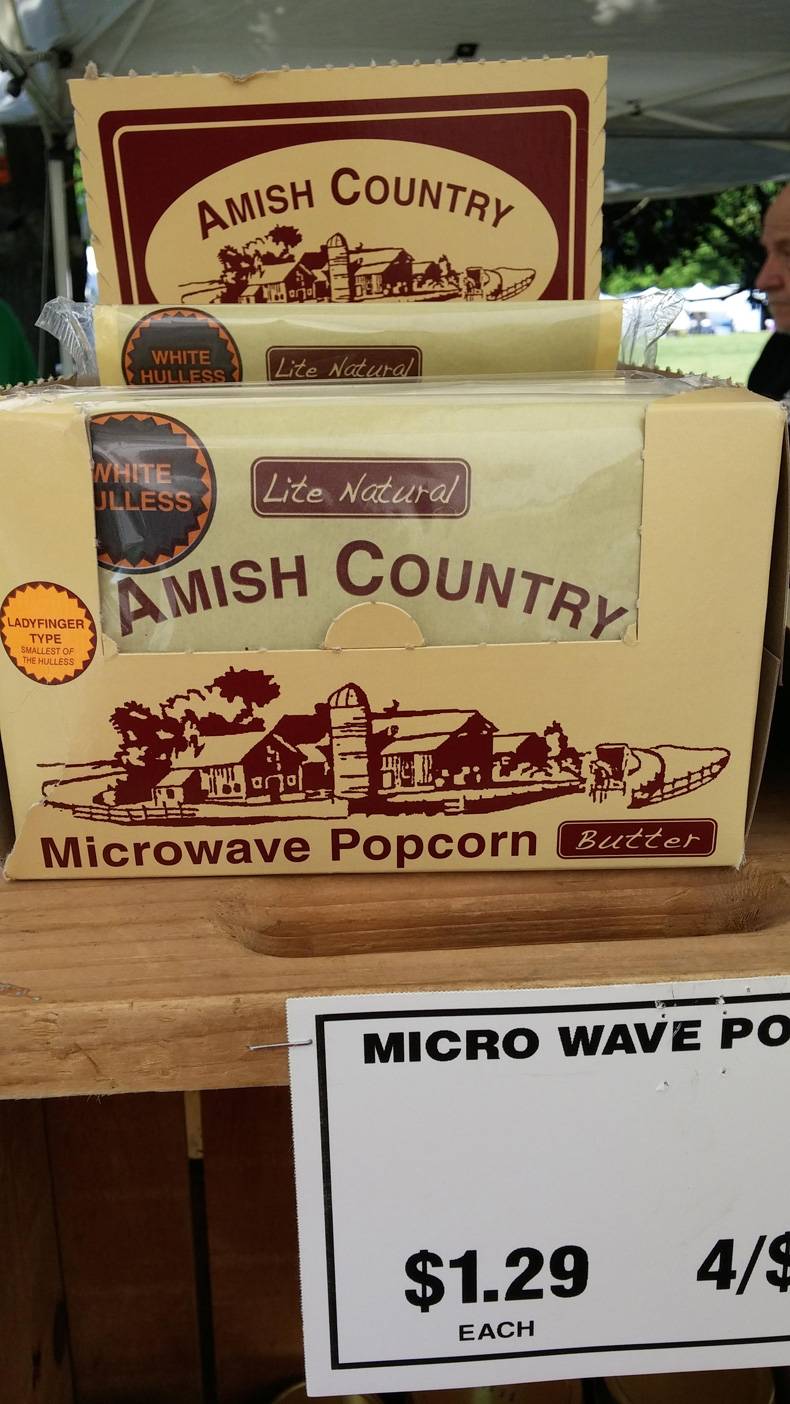 AMISH COUNTRY
WHITE
HULLESS
Lite Natural
WHITE
ULLESS
Lite Natural
AMISH COUNTRY
LADYFINGER
TYPE
SMALLEST OF
THE HULLESS
Microwave Popcorn Butter
MICRO WAVE PO
$1.29 4/$
EACH